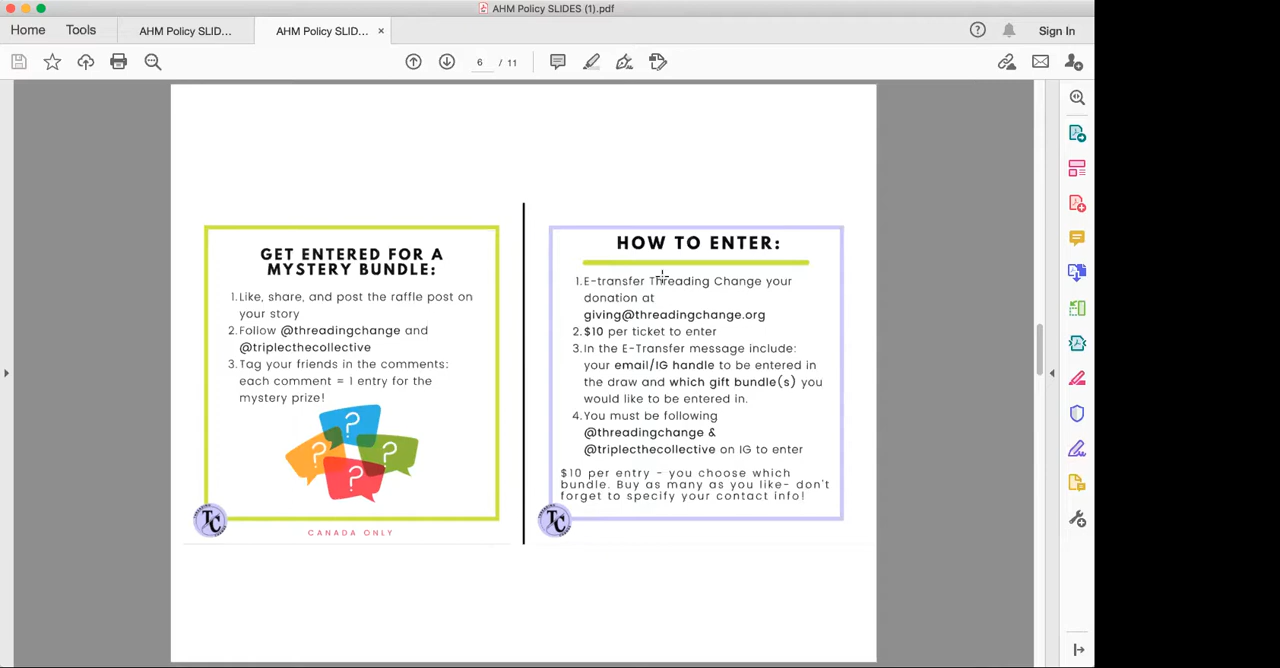 AHM Policy SLIDES (1).pdf
Home
Tools
AHM Policy SLID...
AHM Policy SLID...
×
Sign In
6 / 11
GET ENTERED FOR A
MYSTERY BUNDLE:
1. Like, share, and post the raffle post on
your story
2. Follow @threadingchange and
@triplecthecollective
3. Tag your friends in the comments:
each comment = 1 entry for the
mystery prize!
? ? ? ?
TC
CANADA ONLY
HOW TO ENTER:
1. E-transfer Threading Change your
donation at
giving@threadingchange.org
2. $10 per ticket to enter
3. In the E-Transfer message include:
your email/IG handle to be entered in
the draw and which gift bundle(s) you
would like to be entered in.
4. You must be following
@threadingchange &
@triplecthecollective on IG to enter
$10 per entry - you choose which
bundle. Buy as many as you like- don't
forget to specify your contact info!
TC